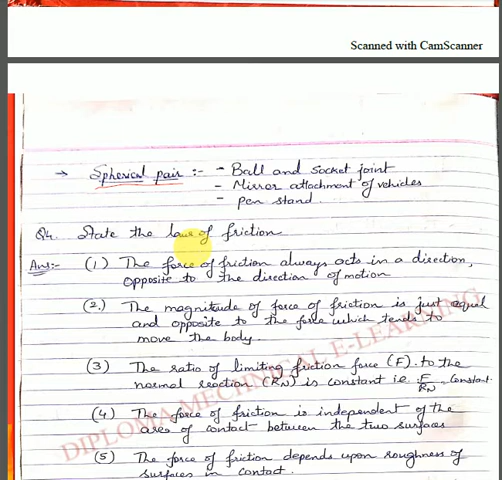 Scanned with CamScanner
→ Spherical pair :- - Ball and socket joint
- Mirror attachment of vehicles
- pen stand.
Q4. State the law of friction
Ans:- (1) The force of friction always acts in a direction,
opposite to the direction of motion
(2.) The magnitude of force of friction is just equal
and opposite to the force which tends to
move the body.
(3) The ratio of limiting friction force (F). to the
normal reaction (RN) is constant i.e. F/RN = constant.
(4) The force of friction is independent of the
area of contact between the two surfaces
(5) The force of friction depends upon roughness of
surfaces in contact.
DIPLOMA MECHNICAL E-LEARNING